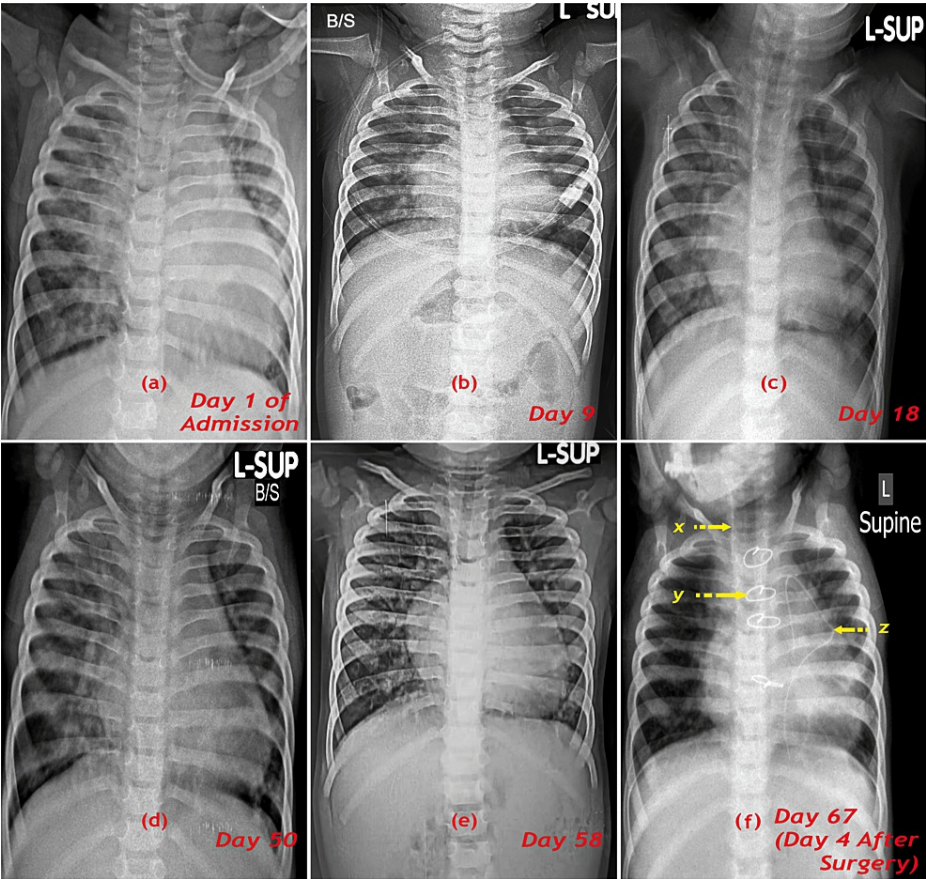 B/S
L SU
L-SUP
(a)
Day 1 of
Admission
(b)
Day 9
(c)
Day 18
L-SUP
B/S
L-SUP
L
Supine
x
y
z
(d)
Day 50
(e)
Day 58
(f)
Day 67
(Day 4 After
Surgery)